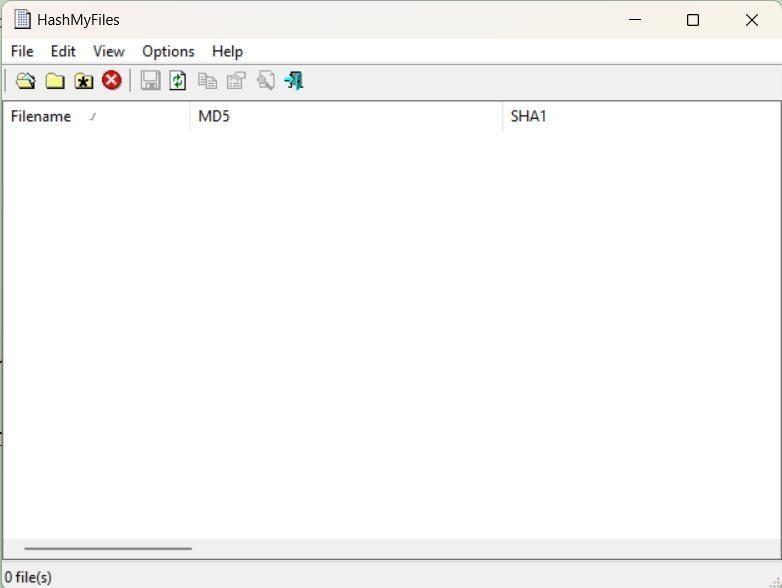 HashMyFiles
File Edit View Options Help
Filename MD5 SHA1
0 file(s)